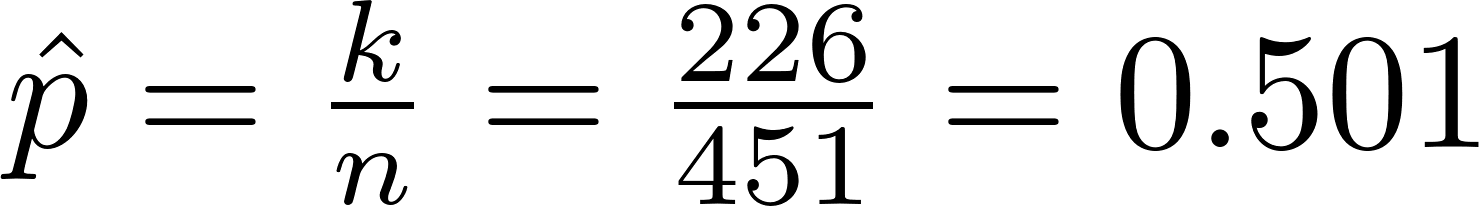 p̂ = k/n = 226/451 = 0.501